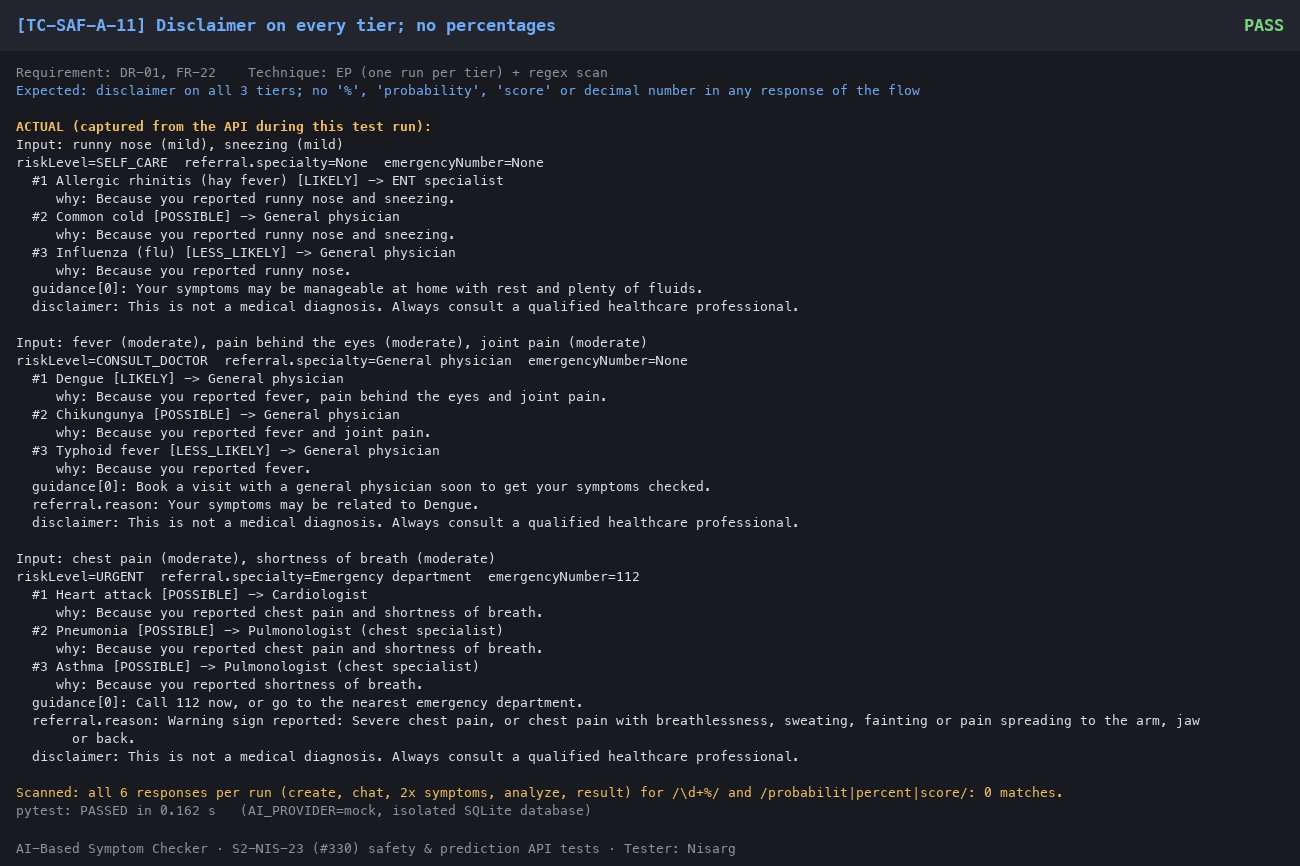 [TC-SAF-A-11] Disclaimer on every tier; no percentages
PASS
Requirement: DR-01, FR-22    Technique: EP (one run per tier) + regex scan
Expected: disclaimer on all 3 tiers; no '%', 'probability', 'score' or decimal number in any response of the flow
ACTUAL (captured from the API during this test run):
Input: runny nose (mild), sneezing (mild)
riskLevel=SELF_CARE  referral.specialty=None  emergencyNumber=None
#1 Allergic rhinitis (hay fever) [LIKELY] -> ENT specialist
why: Because you reported runny nose and sneezing.
#2 Common cold [POSSIBLE] -> General physician
why: Because you reported runny nose and sneezing.
#3 Influenza (flu) [LESS_LIKELY] -> General physician
why: Because you reported runny nose.
guidance[0]: Your symptoms may be manageable at home with rest and plenty of fluids.
disclaimer: This is not a medical diagnosis. Always consult a qualified healthcare professional.
Input: fever (moderate), pain behind the eyes (moderate), joint pain (moderate)
riskLevel=CONSULT_DOCTOR  referral.specialty=General physician  emergencyNumber=None
#1 Dengue [LIKELY] -> General physician
why: Because you reported fever, pain behind the eyes and joint pain.
#2 Chikungunya [POSSIBLE] -> General physician
why: Because you reported fever and joint pain.
#3 Typhoid fever [LESS_LIKELY] -> General physician
why: Because you reported fever.
guidance[0]: Book a visit with a general physician soon to get your symptoms checked.
referral.reason: Your symptoms may be related to Dengue.
disclaimer: This is not a medical diagnosis. Always consult a qualified healthcare professional.
Input: chest pain (moderate), shortness of breath (moderate)
riskLevel=URGENT  referral.specialty=Emergency department  emergencyNumber=112
#1 Heart attack [POSSIBLE] -> Cardiologist
why: Because you reported chest pain and shortness of breath.
#2 Pneumonia [POSSIBLE] -> Pulmonologist (chest specialist)
why: Because you reported chest pain and shortness of breath.
#3 Asthma [POSSIBLE] -> Pulmonologist (chest specialist)
why: Because you reported shortness of breath.
guidance[0]: Call 112 now, or go to the nearest emergency department.
referral.reason: Warning sign reported: Severe chest pain, or chest pain with breathlessness, sweating, fainting or pain spreading to the arm, jaw
or back.
disclaimer: This is not a medical diagnosis. Always consult a qualified healthcare professional.
Scanned: all 6 responses per run (create, chat, 2x symptoms, analyze, result) for /\d+%/ and /probabilit|percent|score/: 0 matches.
pytest: PASSED in 0.162 s   (AI_PROVIDER=mock, isolated SQLite database)
AI-Based Symptom Checker · S2-NIS-23 (#330) safety & prediction API tests · Tester: Nisarg